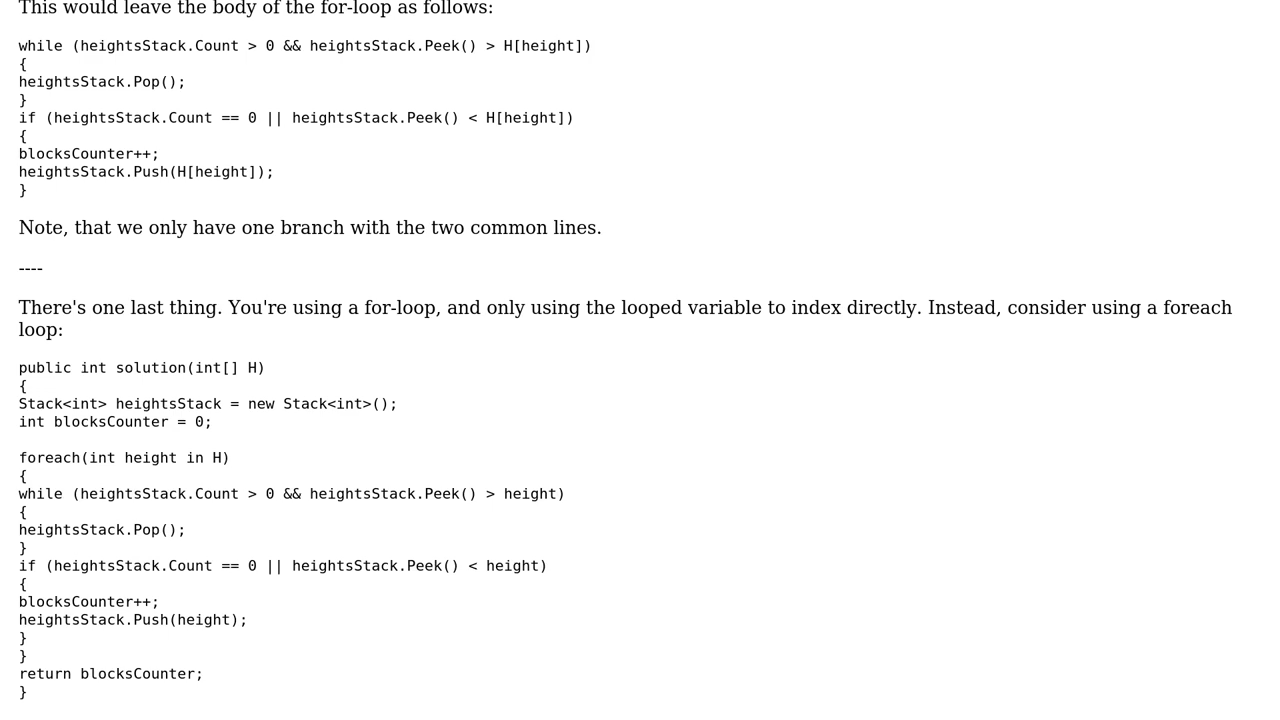 This would leave the body of the for-loop as follows:
while (heightsStack.Count > 0 && heightsStack.Peek() > H[height])
{
heightsStack.Pop();
}
if (heightsStack.Count == 0 || heightsStack.Peek() < H[height])
{
blocksCounter++;
heightsStack.Push(H[height]);
}
Note, that we only have one branch with the two common lines.
----
There's one last thing. You're using a for-loop, and only using the looped variable to index directly. Instead, consider using a foreach
loop:
public int solution(int[] H)
{
Stack<int> heightsStack = new Stack<int>();
int blocksCounter = 0;
foreach(int height in H)
{
while (heightsStack.Count > 0 && heightsStack.Peek() > height)
{
heightsStack.Pop();
}
if (heightsStack.Count == 0 || heightsStack.Peek() < height)
{
blocksCounter++;
heightsStack.Push(height);
}
}
return blocksCounter;
}